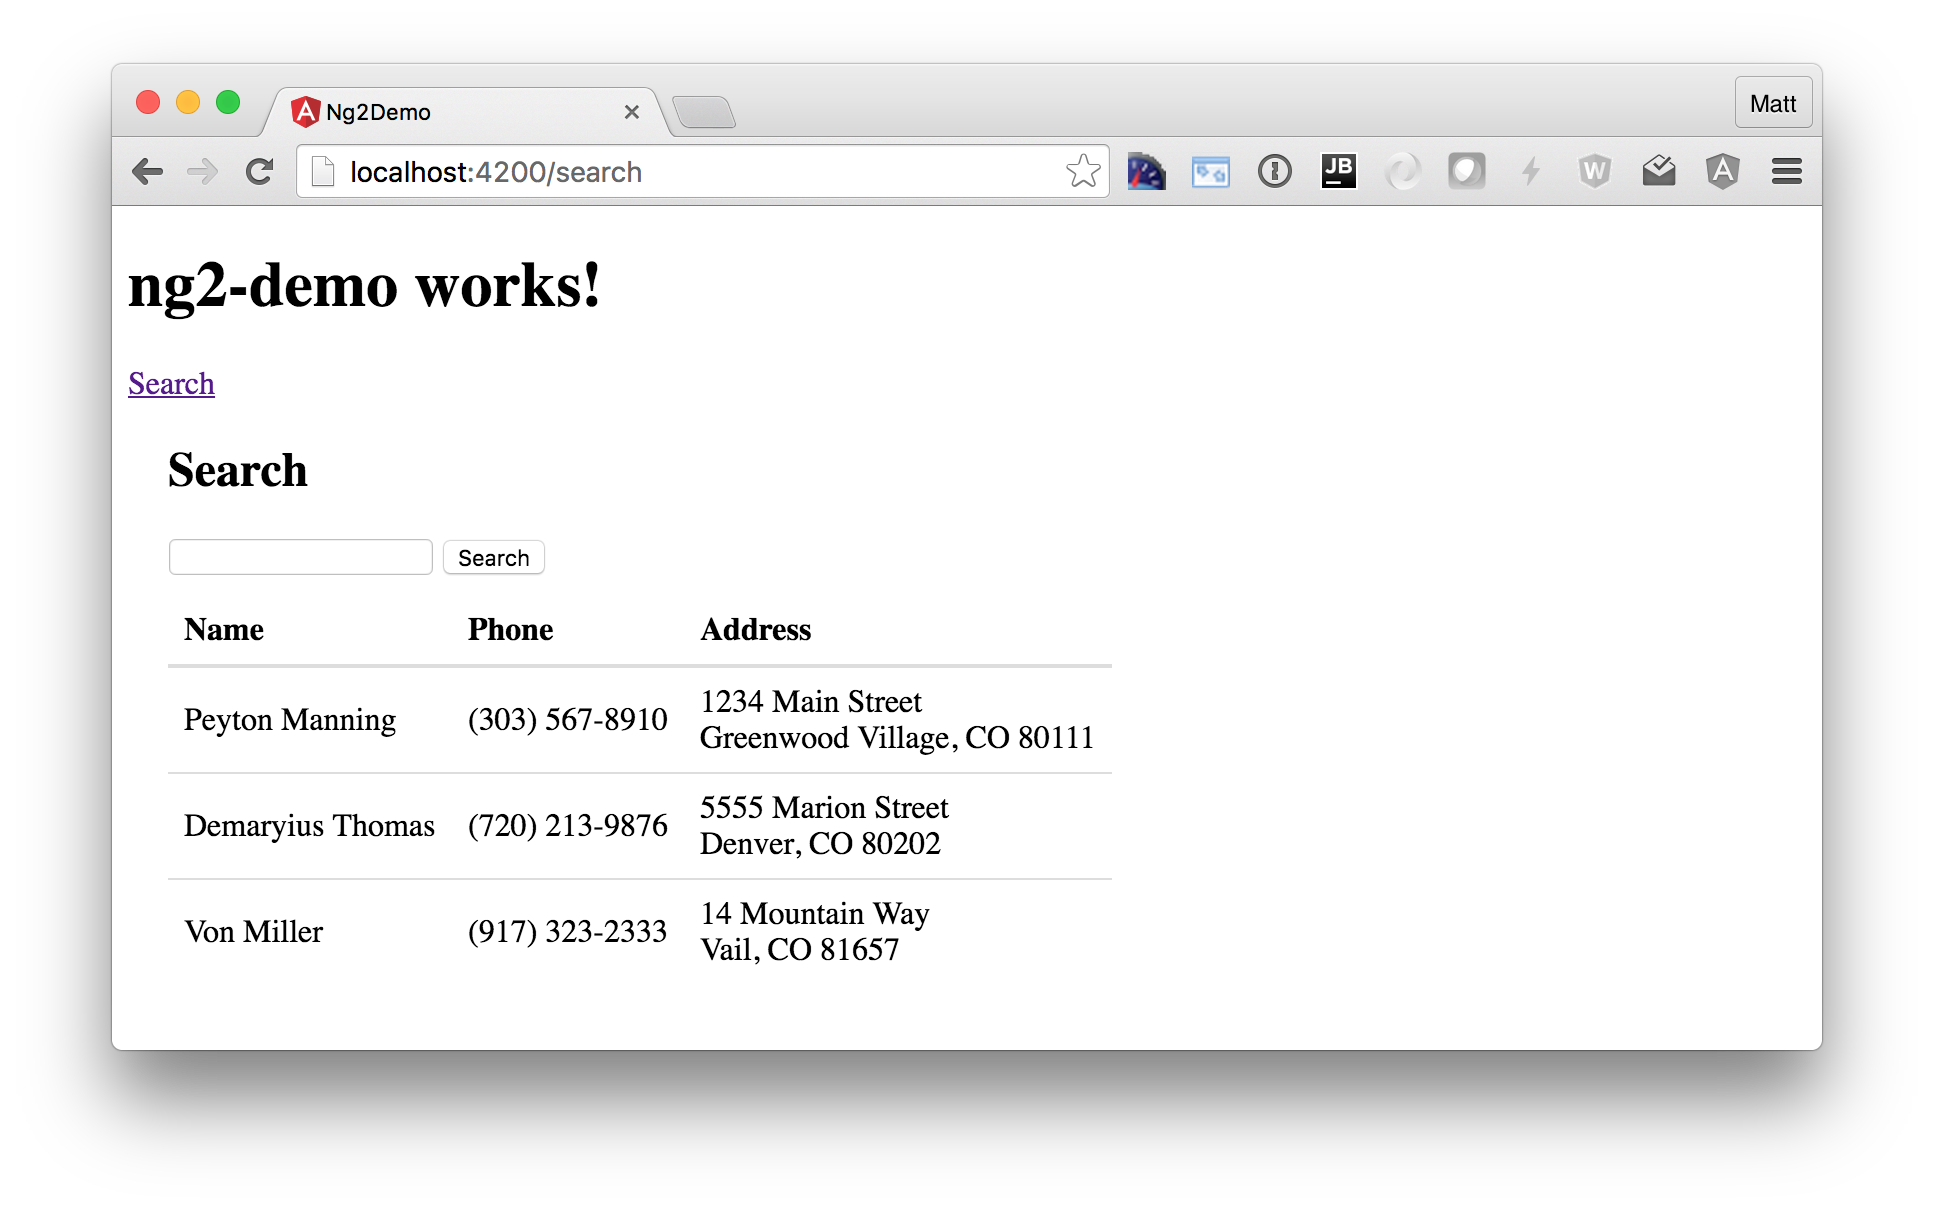 Ng2Demo
Matt
localhost:4200/search
JB
W
A
ng2-demo works!
Search
Search
Search
Name Phone Address
Peyton Manning (303) 567-8910 1234 Main Street
Greenwood Village, CO 80111
Demaryius Thomas (720) 213-9876 5555 Marion Street
Denver, CO 80202
Von Miller (917) 323-2333 14 Mountain Way
Vail, CO 81657